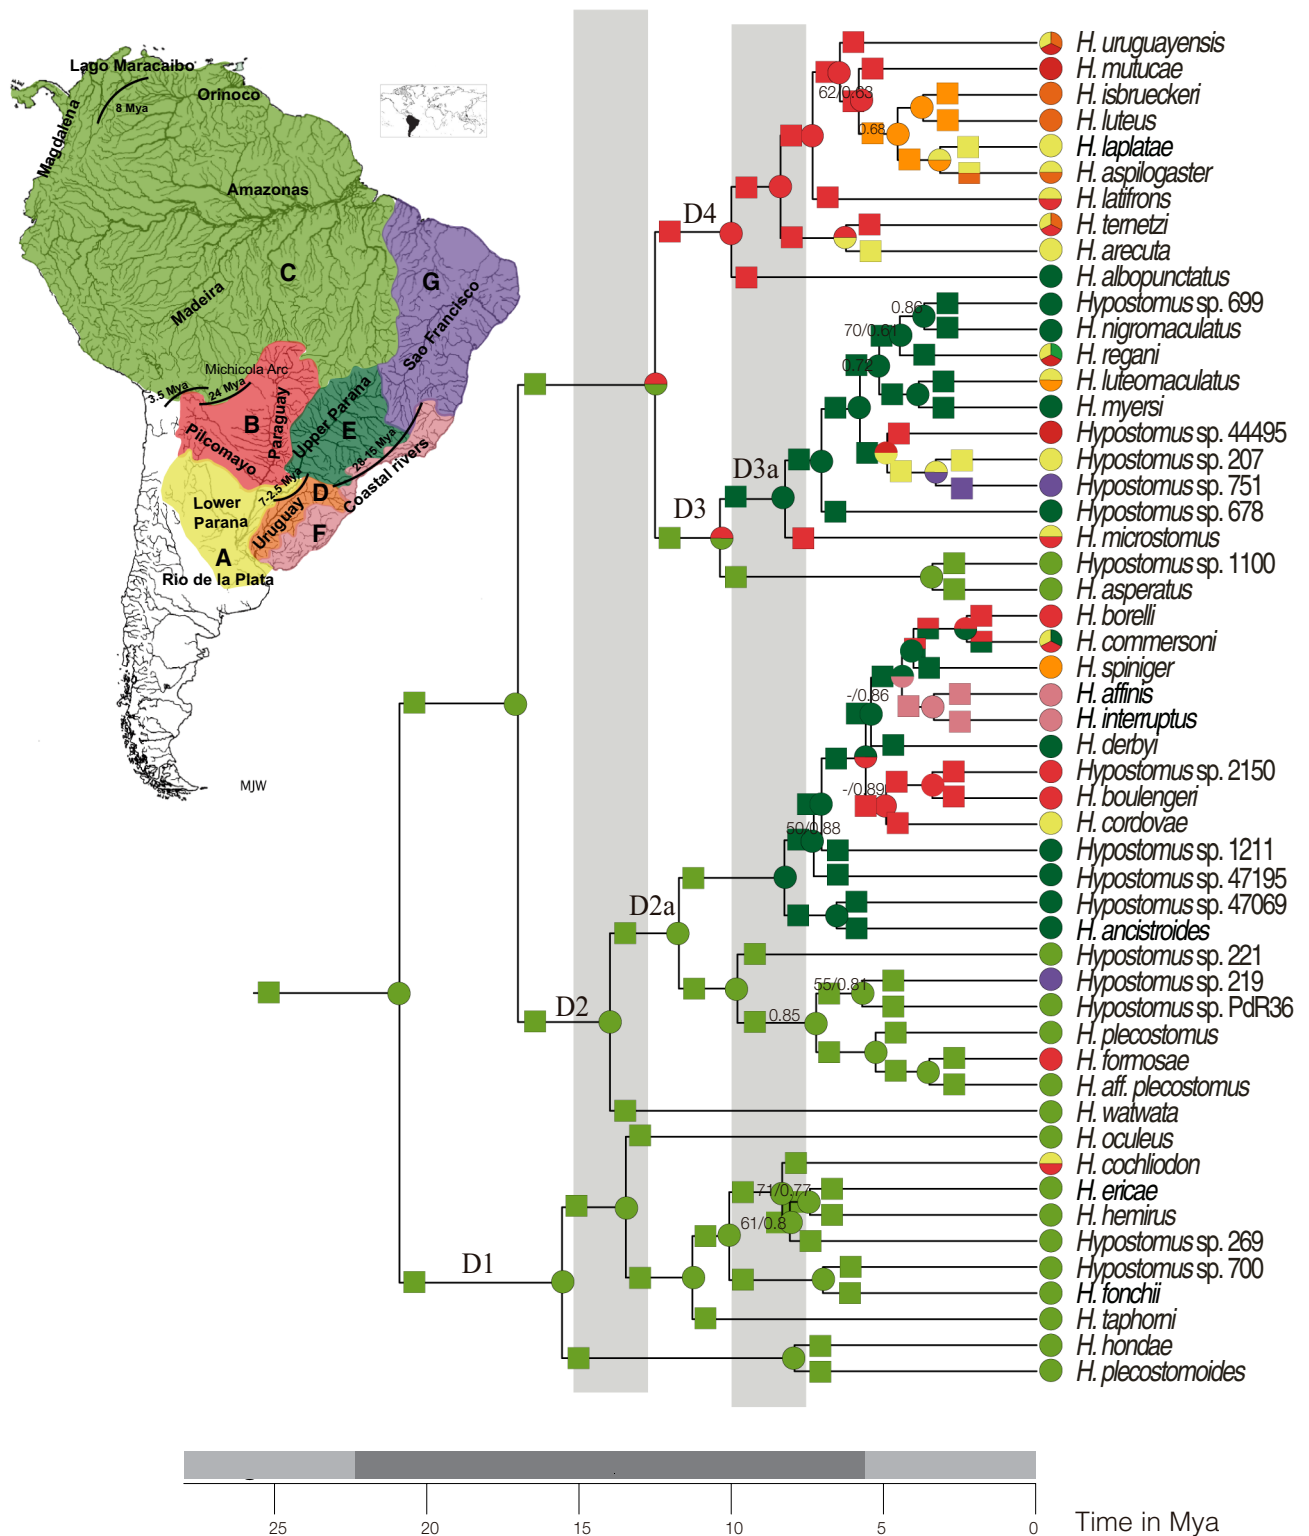 Lago Maracaibo
Orinoco
8 Mya
Magdalena
Amazonas
C
G
Madeira
Sao Francisco
Michicola Arc
3.5 Mya
24 Mya
B
Paraguay
Upper Parana
E
Pilcomayo
28-15 Mya
Coastal rivers
7-2.5 Mya
Lower
Parana
D
Uruguay
F
A
Rio de la Plata
MJW
H. uruguayensis
H. mutucae
62/0.63
H. isbrueckeri
H. luteus
0.68
H. laplatae
H. aspilogaster
H. latifrons
D4
H. ternetzi
H. arecuta
H. albopunctatus
Hypostomus sp. 699
0.86
H. nigromaculatus
70/0.61
H. regani
0.72
H. luteomaculatus
H. myersi
Hypostomus sp. 44495
Hypostomus sp. 207
D3a
Hypostomus sp. 751
Hypostomus sp. 678
D3
H. microstomus
Hypostomus sp. 1100
H. asperatus
H. borelli
H. commersoni
H. spiniger
H. affinis
-/0.86
H. interruptus
H. derbyi
Hypostomus sp. 2150
-/0.89
H. boulengeri
H. cordovae
50/0.88
Hypostomus sp. 1211
Hypostomus sp. 47195
Hypostomus sp. 47069
D2a
H. ancistroides
Hypostomus sp. 221
55/0.81
Hypostomus sp. 219
D2
Hypostomus sp. PdR36
0.85
H. plecostomus
H. formosae
H. aff. plecostomus
H. watwata
H. oculeus
H. cochliodon
71/0.77
H. ericae
H. hemirus
61/0.8
Hypostomus sp. 269
D1
Hypostomus sp. 700
H. fonchii
H. taphorni
H. hondae
H. plecostomoides
25 20 15 10 5 0 Time in Mya